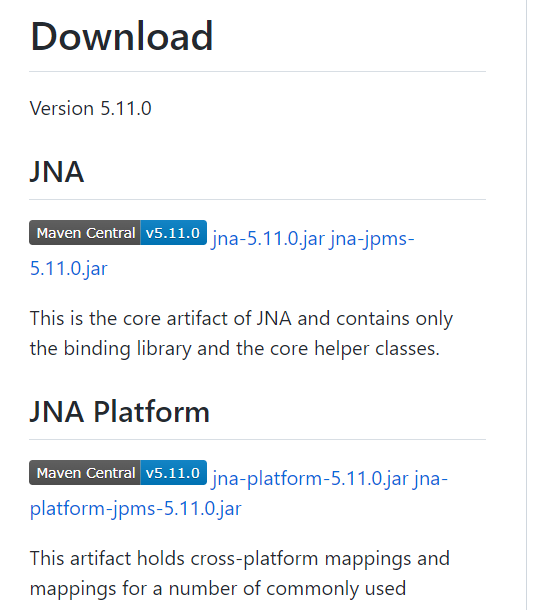 Download
Version 5.11.0
JNA
Maven Central v5.11.0 jna-5.11.0.jar jna-jpms-
5.11.0.jar
This is the core artifact of JNA and contains only
the binding library and the core helper classes.
JNA Platform
Maven Central v5.11.0 jna-platform-5.11.0.jar jna-
platform-jpms-5.11.0.jar
This artifact holds cross-platform mappings and
mappings for a number of commonly used